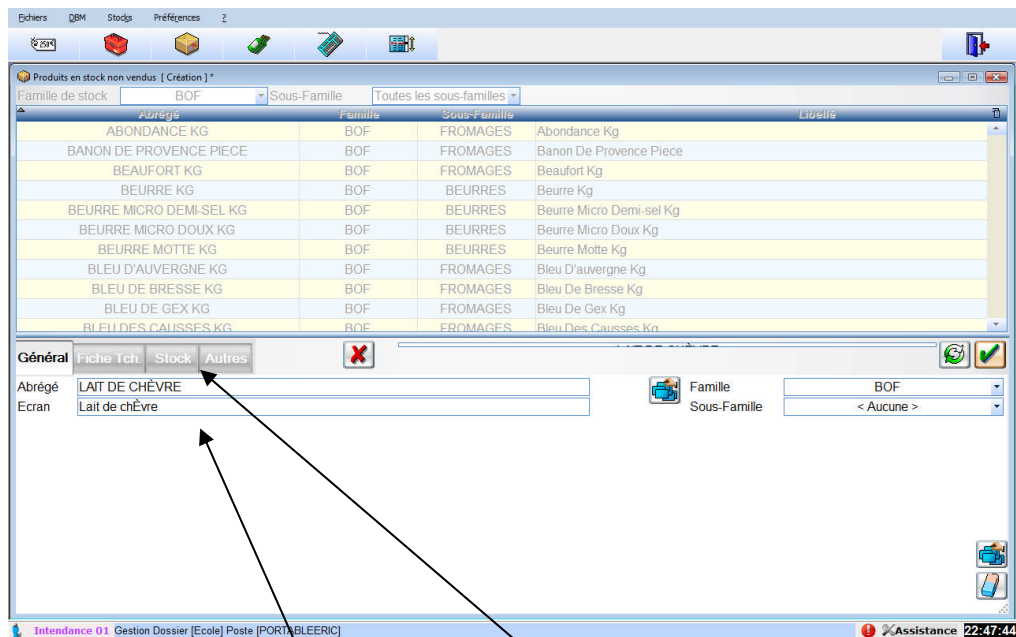 Fichiers DBM Stocks Préférences ?
250€
Produits en stock non vendus [ Création ] *
Famille de stock BOF Sous-Famille Toutes les sous-familles
Abrégé Famille Sous-Famille Libellé
ABONDANCE KG BOF FROMAGES Abondance Kg
BANON DE PROVENCE PIECE BOF FROMAGES Banon De Provence Piece
BEAUFORT KG BOF FROMAGES Beaufort Kg
BEURRE KG BOF BEURRES Beurre Kg
BEURRE MICRO DEMI-SEL KG BOF BEURRES Beurre Micro Demi-sel Kg
BEURRE MICRO DOUX KG BOF BEURRES Beurre Micro Doux Kg
BEURRE MOTTE KG BOF BEURRES Beurre Motte Kg
BLEU D'AUVERGNE KG BOF FROMAGES Bleu D'auvergne Kg
BLEU DE BRESSE KG BOF FROMAGES Bleu De Bresse Kg
BLEU DE GEX KG BOF FROMAGES Bleu De Gex Kg
BLEU DES CAUSSES KG BOF FROMAGES Bleu Des Causses Kg
Général Fiche Tch. Stock Autres
Abrégé LAIT DE CHÈVRE Famille BOF
Ecran Lait de chÈvre Sous-Famille < Aucune >
Intendance 01 Gestion Dossier [Ecole] Poste [PORTABLEERIC] Assistance 22:47:44